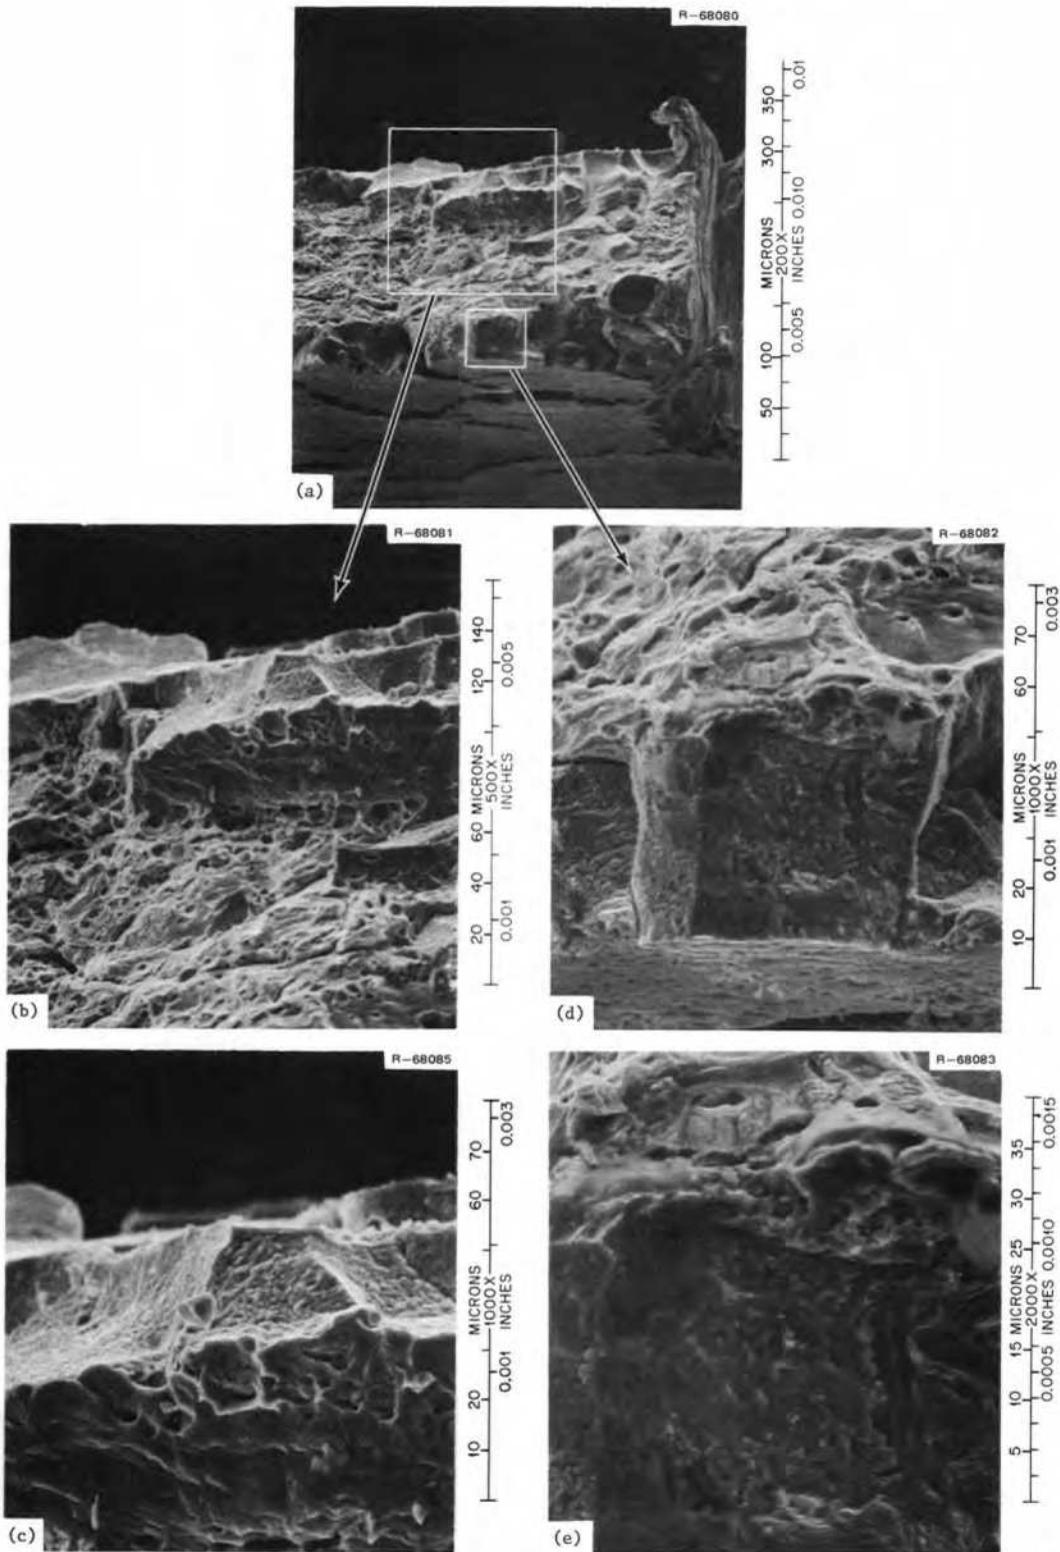 R-68080
MICRONS
200X
INCHES
50
100
300
350
0.005
0.010
0.01
(a)
R-68081
MICRONS
500X
INCHES
20
40
60
120
140
0.001
0.005
(b)
R-68082
MICRONS
1000X
INCHES
10
20
60
70
0.001
0.003
(d)
R-68085
MICRONS
1000X
INCHES
10
20
60
70
0.001
0.003
(c)
R-68083
MICRONS
2000X
INCHES
5
10
15
25
30
35
0.0005
0.0010
0.0015
(e)